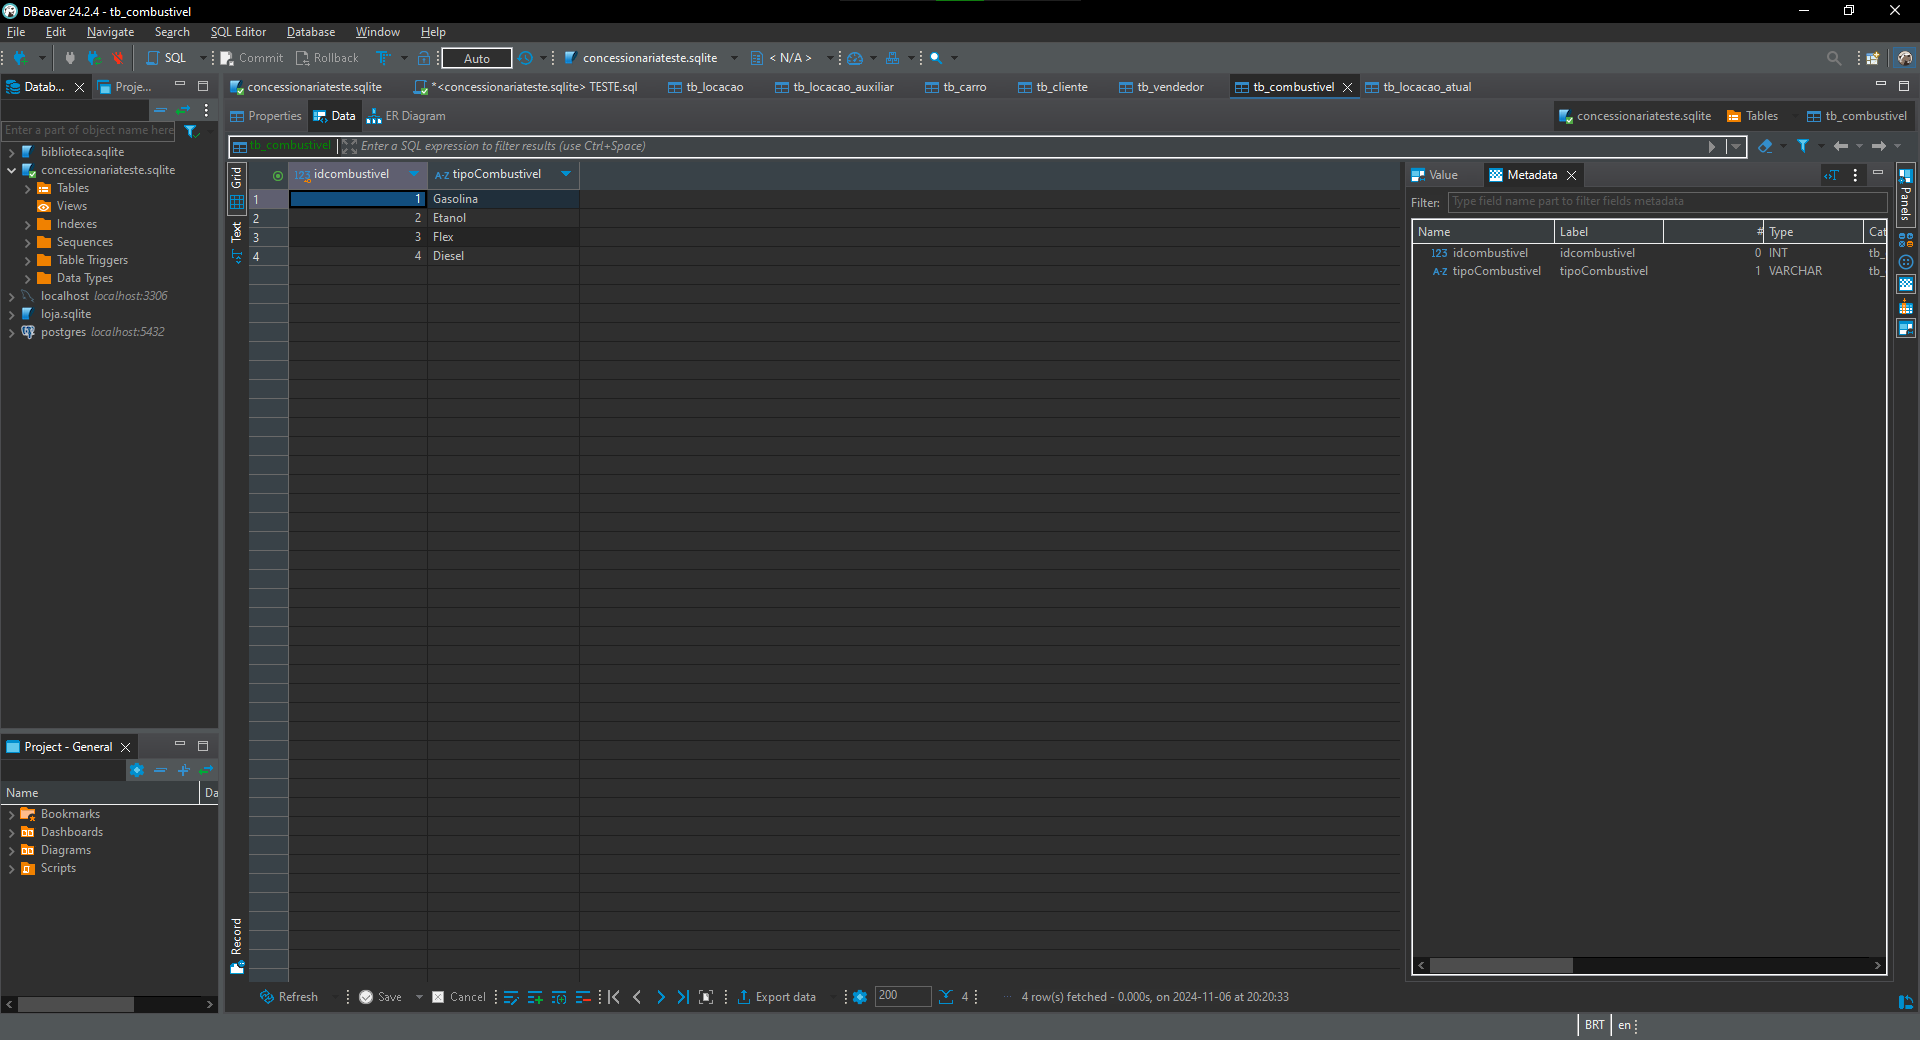 DBeaver 24.2.4 - tb_combustivel
File Edit Navigate Search SQL Editor Database Window Help
SQL Commit Rollback Auto concessionariateste.sqlite < N/A >
Datab... Proje...
concessionariateste.sqlite *<concessionariateste.sqlite> TESTE.sql tb_locacao tb_locacao_auxiliar tb_carro tb_cliente tb_vendedor tb_combustivel tb_locacao_atual
Enter a part of object name here
biblioteca.sqlite
concessionariateste.sqlite
Tables
Views
Indexes
Sequences
Table Triggers
Data Types
localhost localhost:3306
loja.sqlite
postgres localhost:5432
Properties Data ER Diagram
concessionariateste.sqlite Tables tb_combustivel
tb_combustivel Enter a SQL expression to filter results (use Ctrl+Space)
Grid
Text
Record
123 idcombustivel A-Z tipoCombustivel
1 1 Gasolina
2 2 Etanol
3 3 Flex
4 4 Diesel
Value Metadata
Filter: Type field name part to filter fields metadata
Name Label # Type Cat
123 idcombustivel idcombustivel 0 INT tb_
A-Z tipoCombustivel tipoCombustivel 1 VARCHAR tb_
Panels
Project - General
Name Da
Bookmarks
Dashboards
Diagrams
Scripts
Refresh Save Cancel Export data 200 4 4 row(s) fetched - 0.000s, on 2024-11-06 at 20:20:33
BRT en